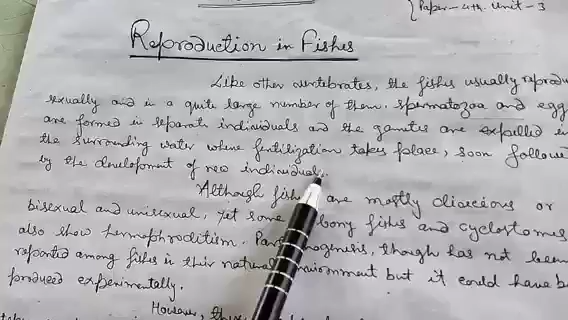 { Paper - 4th. Unit - 3
Reproduction in Fishes
Like other vertebrates, the fishes usually reprodu
sexually and in a quite large number of them. Spermatozoa and egg
are formed in separate individuals and the gametes are expelled in
the surrounding water where fertilization takes place, soon followe
by the development of new individuals.
Although fishes are mostly dioecious or
bisexual and unisexual, yet some bony fishes and cyclostomes
also show hermaphroditism. Parthenogenesis, though has not been
reported among fishes in their natural environment but it could have b
produced experimentally.
However,